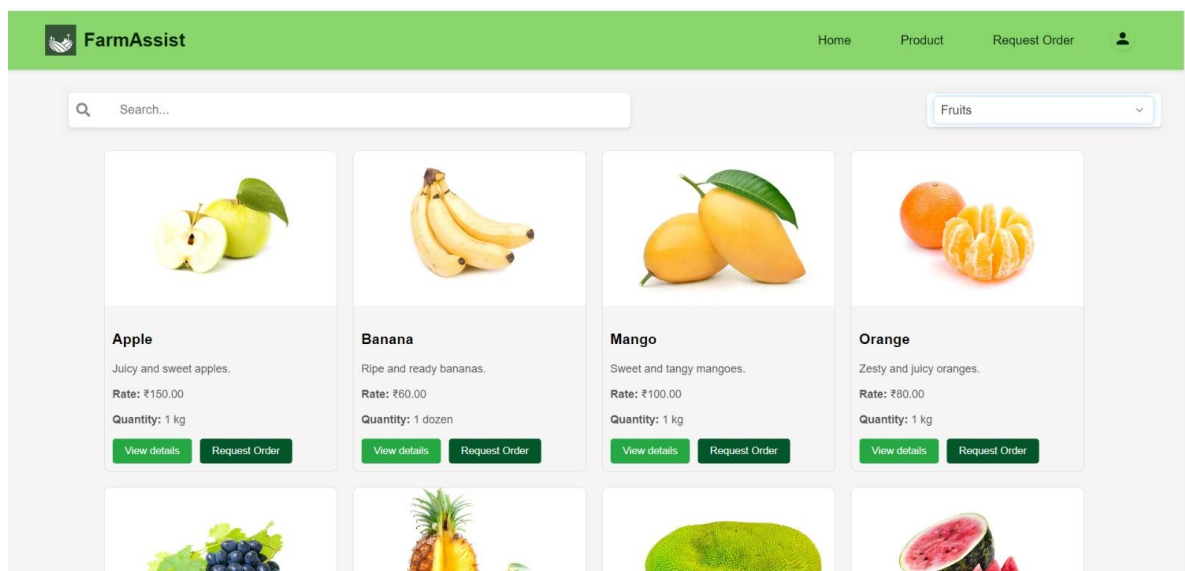 FarmAssist
Home
Product
Request Order
Search...
Fruits
Apple
Juicy and sweet apples.
Rate: ₹150.00
Quantity: 1 kg
View details
Request Order
Banana
Ripe and ready bananas.
Rate: ₹60.00
Quantity: 1 dozen
View details
Request Order
Mango
Sweet and tangy mangoes.
Rate: ₹100.00
Quantity: 1 kg
View details
Request Order
Orange
Zesty and juicy oranges.
Rate: ₹80.00
Quantity: 1 kg
View details
Request Order